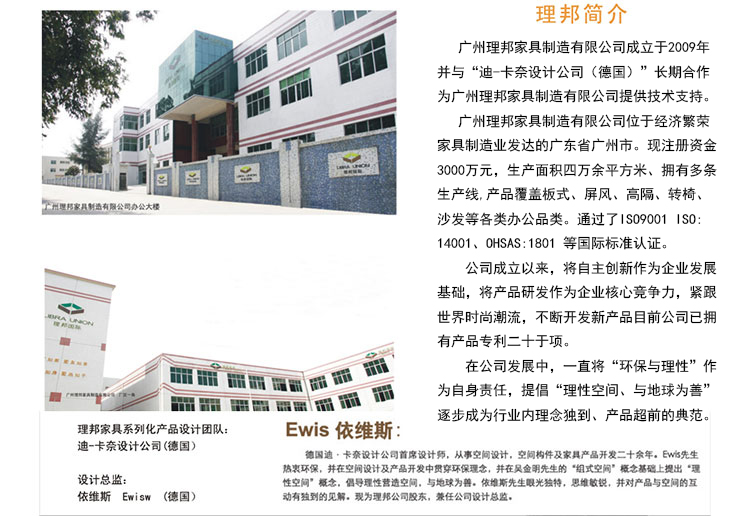 理邦简介
广州理邦家具制造有限公司成立于2009年
并与“迪-卡奈设计公司（德国）”长期合作
为广州理邦家具制造有限公司提供技术支持。
广州理邦家具制造有限公司位于经济繁荣
家具制造业发达的广东省广州市。现注册资金
3000万元，生产面积四万余平方米、拥有多条
生产线,产品覆盖板式、屏风、高隔、转椅、
沙发等各类办公品类。通过了ISO9001 ISO:
14001、OHSAS:1801 等国际标准认证。
公司成立以来，将自主创新作为企业发展
基础，将产品研发作为企业核心竞争力，紧跟
世界时尚潮流，不断开发新产品目前公司已拥
有产品专利二十于项。
在公司发展中，一直将“环保与理性”作
为自身责任，提倡“理性空间、与地球为善”
逐步成为行业内理念独到、产品超前的典范。
LIBRA UNION
LIBRA UNION
广州理邦家具制造有限公司办公大楼
LIBRA UNION
理邦国际
广州理邦家具制造有限公司 厂区一角
理邦家具系列化产品设计团队：
迪-卡奈设计公司(德国)
设计总监：
依维斯 Ewisw （德国）
Ewis 依维斯：
德国迪·卡奈设计公司首席设计师，从事空间设计，空间构件及家具产品开发二十余年。Ewis先生
热衷环保，并在空间设计及产品开发中贯穿环保理念，并在吴金明先生的“组式空间”概念基础上提出“理
性空间”概念，倡导理性营造空间，与地球为善。依维斯先生眼光独特，思维敏锐，并对产品与空间的互
动有独到的见解。现为理邦公司股东，兼任公司设计总监。